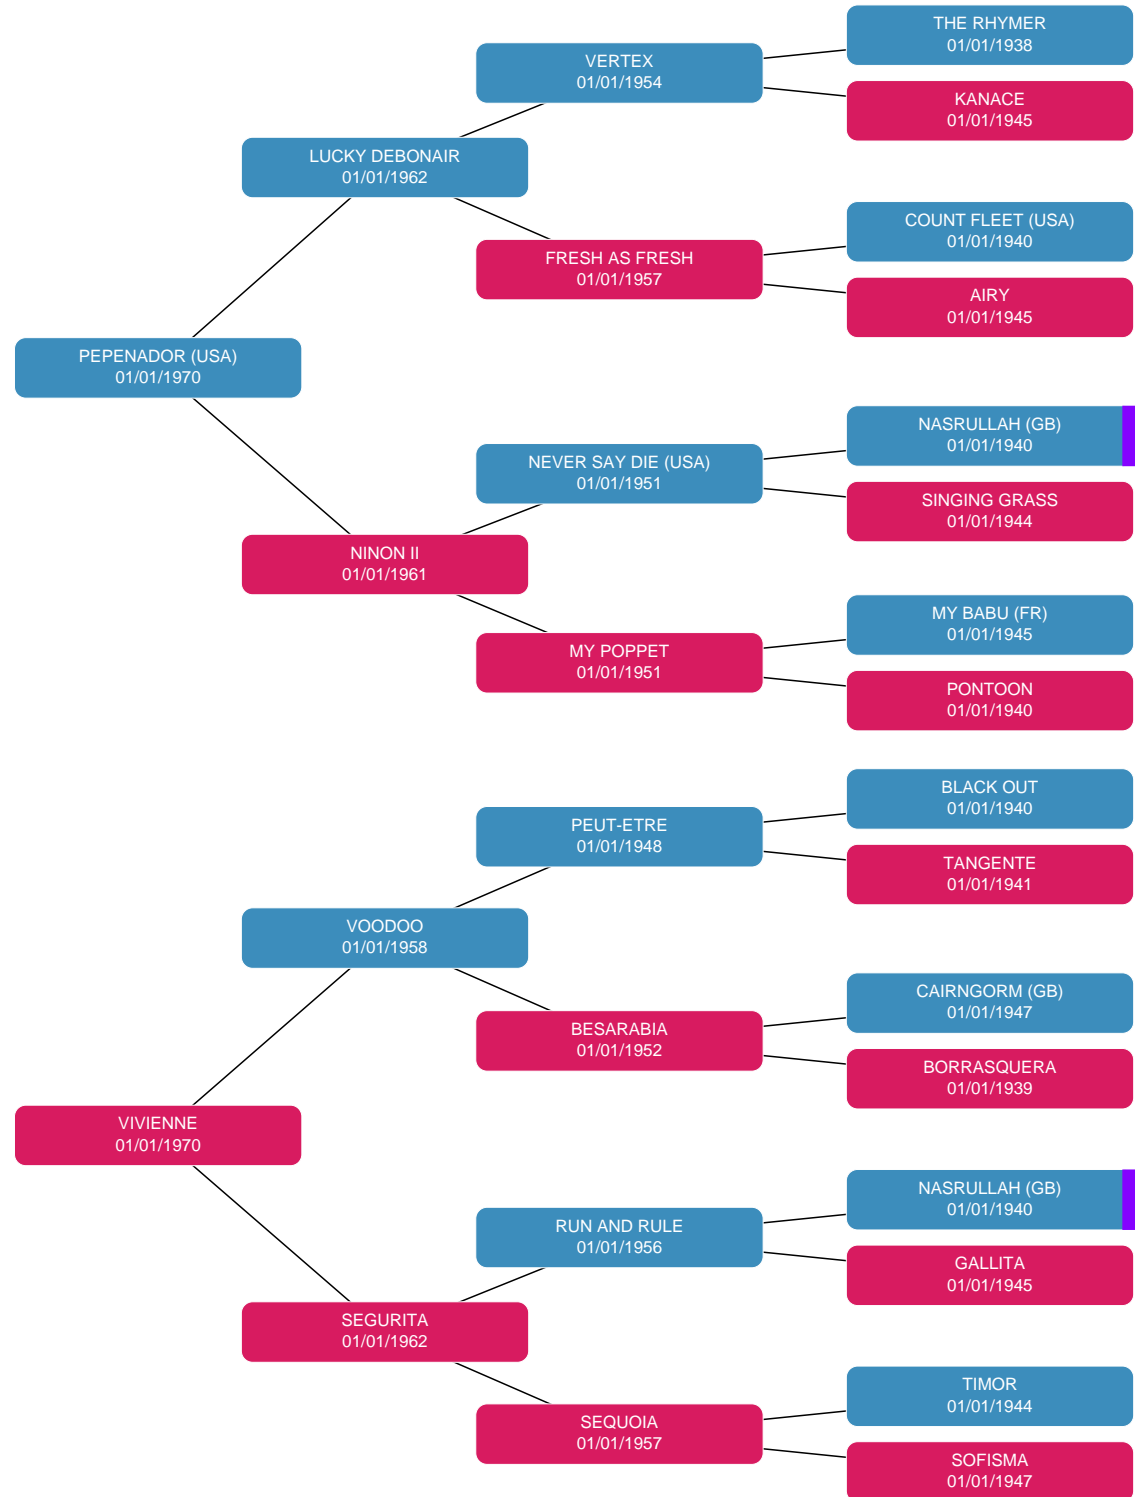 THE RHYMER
01/01/1938
VERTEX
01/01/1954
KANACE
01/01/1945
LUCKY DEBONAIR
01/01/1962
COUNT FLEET (USA)
01/01/1940
FRESH AS FRESH
01/01/1957
AIRY
01/01/1945
PEPENADOR (USA)
01/01/1970
NASRULLAH (GB)
01/01/1940
NEVER SAY DIE (USA)
01/01/1951
SINGING GRASS
01/01/1944
NINON II
01/01/1961
MY BABU (FR)
01/01/1945
MY POPPET
01/01/1951
PONTOON
01/01/1940
BLACK OUT
01/01/1940
PEUT-ETRE
01/01/1948
TANGENTE
01/01/1941
VOODOO
01/01/1958
CAIRNGORM (GB)
01/01/1947
BESARABIA
01/01/1952
BORRASQUERA
01/01/1939
VIVIENNE
01/01/1970
NASRULLAH (GB)
01/01/1940
RUN AND RULE
01/01/1956
GALLITA
01/01/1945
SEGURITA
01/01/1962
TIMOR
01/01/1944
SEQUOIA
01/01/1957
SOFISMA
01/01/1947